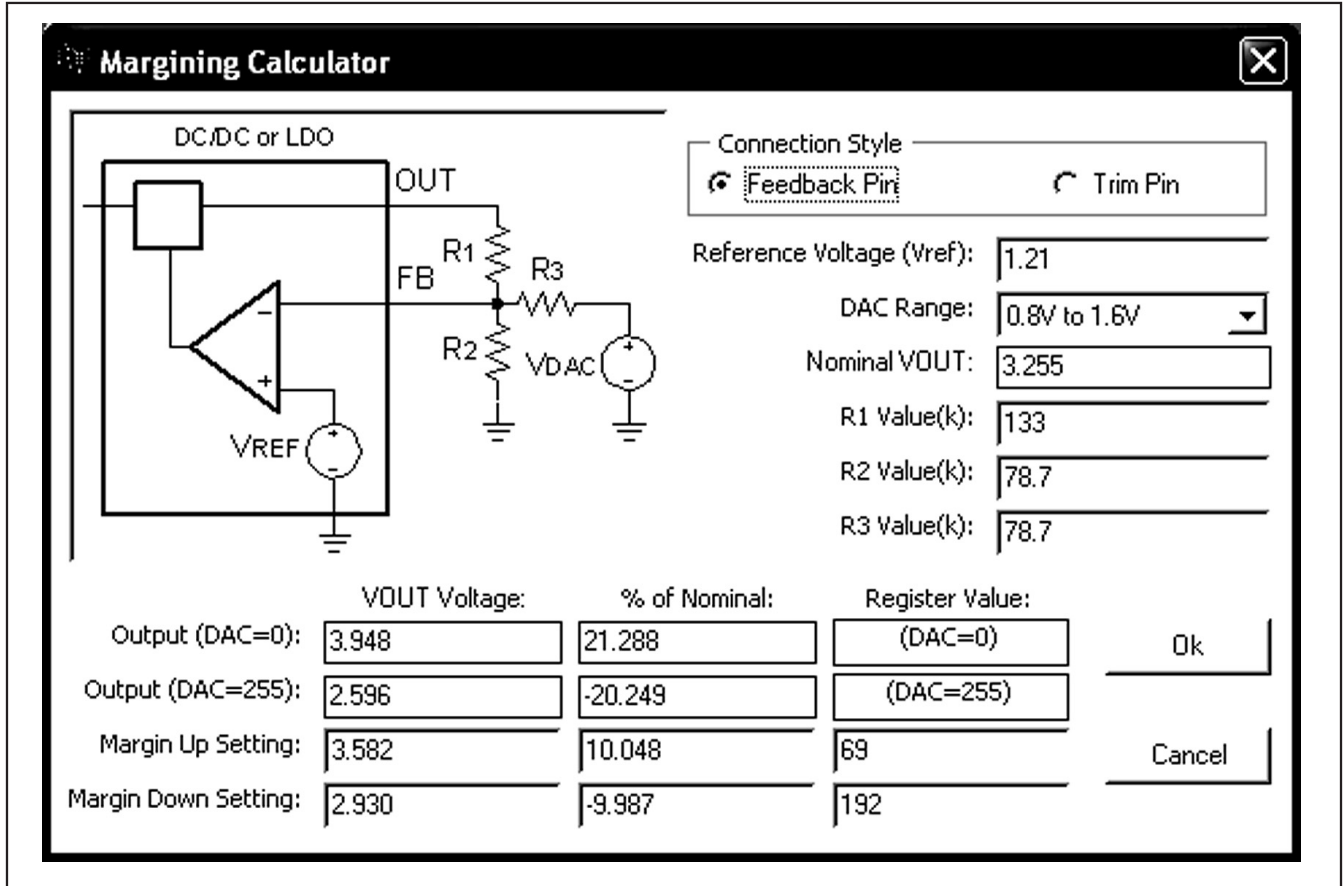 Margining Calculator
DC/DC or LDO
OUT
R1
R3
FB
R2
VDAC
VREF
Connection Style
Feedback Pin
Trim Pin
Reference Voltage (Vref): 1.21
DAC Range: 0.8V to 1.6V
Nominal VOUT: 3.255
R1 Value(k): 133
R2 Value(k): 78.7
R3 Value(k): 78.7
VOUT Voltage: % of Nominal: Register Value:
Output (DAC=0): 3.948 21.288 (DAC=0)
Output (DAC=255): 2.596 -20.249 (DAC=255)
Margin Up Setting: 3.582 10.048 69
Margin Down Setting: 2.930 -9.987 192
Ok
Cancel